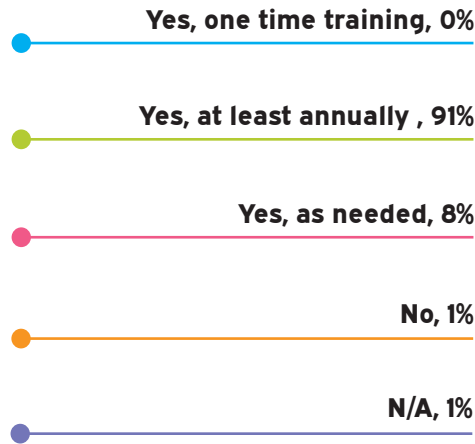 Yes, one time training, 0%
Yes, at least annually , 91%
Yes, as needed, 8%
No, 1%
N/A, 1%